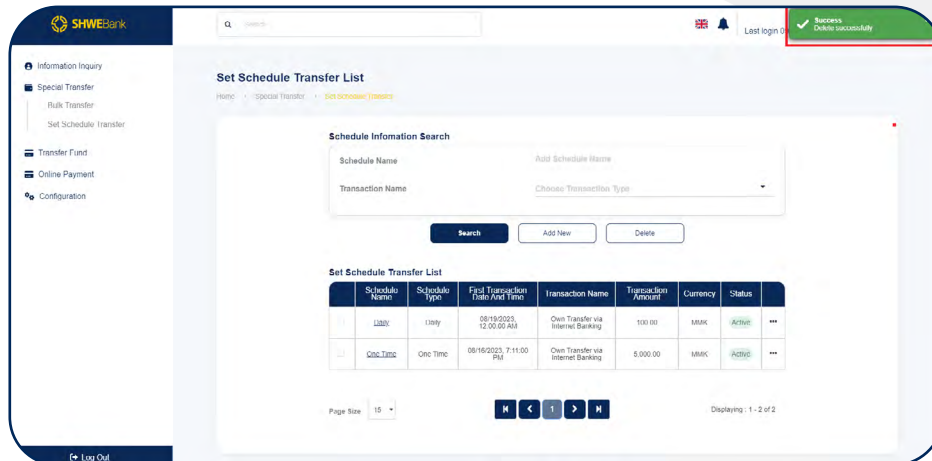 SHWEBank
Search
Last login 0
Success
Delete successfully
Information Inquiry
Special Transfer
Bulk Transfer
Set Schedule Transfer
Transfer Fund
Online Payment
Configuration
Log Out
Set Schedule Transfer List
Home > Special Transfer > Set Schedule Transfer
Schedule Infomation Search
Schedule Name Add Schedule Name
Transaction Name Choose Transaction Type
Search Add New Delete
Set Schedule Transfer List
Schedule Name Schedule Type First Transaction Date And Time Transaction Name Transaction Amount Currency Status
Daily Daily 08/19/2023, 12:00:00 AM Own Transfer via Internet Banking 100.00 MMK Active
One Time One Time 08/16/2023, 7:11:00 PM Own Transfer via Internet Banking 5,000.00 MMK Active
Page Size 15 1 Displaying : 1 - 2 of 2